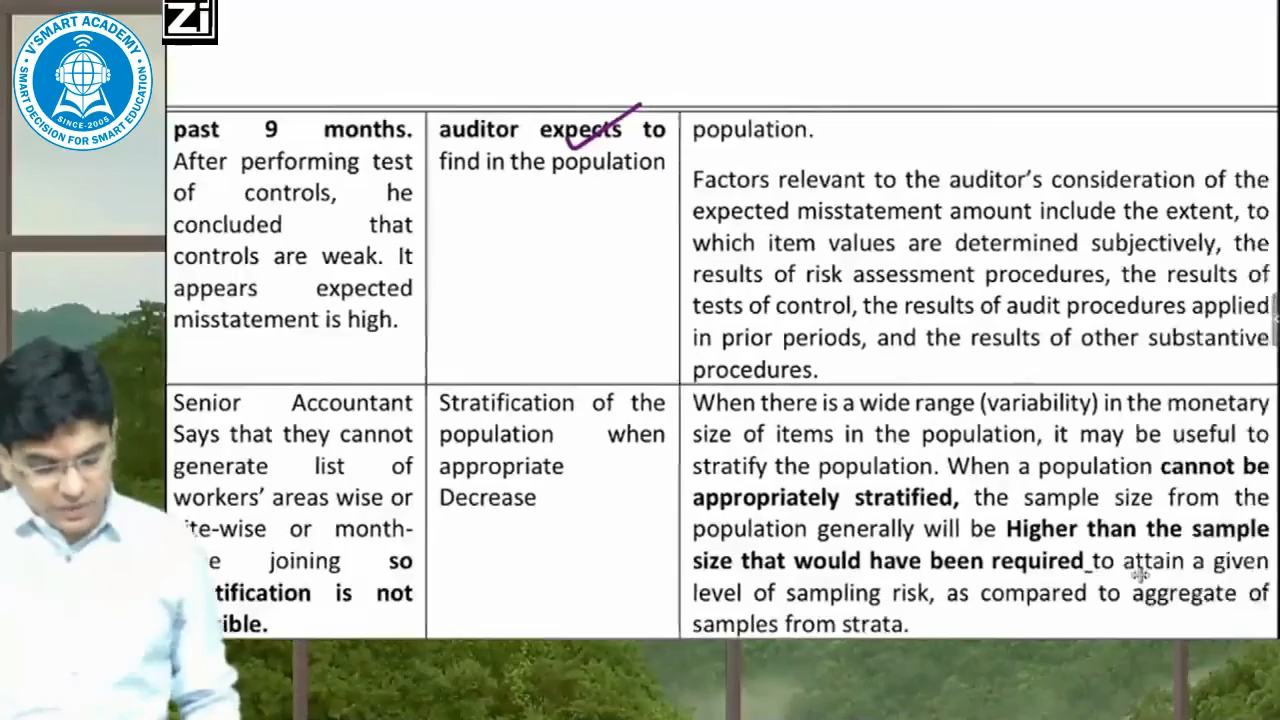 V'SMART ACADEMY
SINCE-2005
SMART DECISION FOR SMART EDUCATION
Zi
past 9 months.
After performing test
of controls, he
concluded that
controls are weak. It
appears expected
misstatement is high.
auditor expects to
find in the population
population.
Factors relevant to the auditor's consideration of the
expected misstatement amount include the extent, to
which item values are determined subjectively, the
results of risk assessment procedures, the results of
tests of control, the results of audit procedures applied
in prior periods, and the results of other substantive
procedures.
Senior Accountant
Says that they cannot
generate list of
workers' areas wise or
te-wise or month-
e joining so
tification is not
ible.
Stratification of the
population when
appropriate
Decrease
When there is a wide range (variability) in the monetary
size of items in the population, it may be useful to
stratify the population. When a population cannot be
appropriately stratified, the sample size from the
population generally will be Higher than the sample
size that would have been required to attain a given
level of sampling risk, as compared to aggregate of
samples from strata.